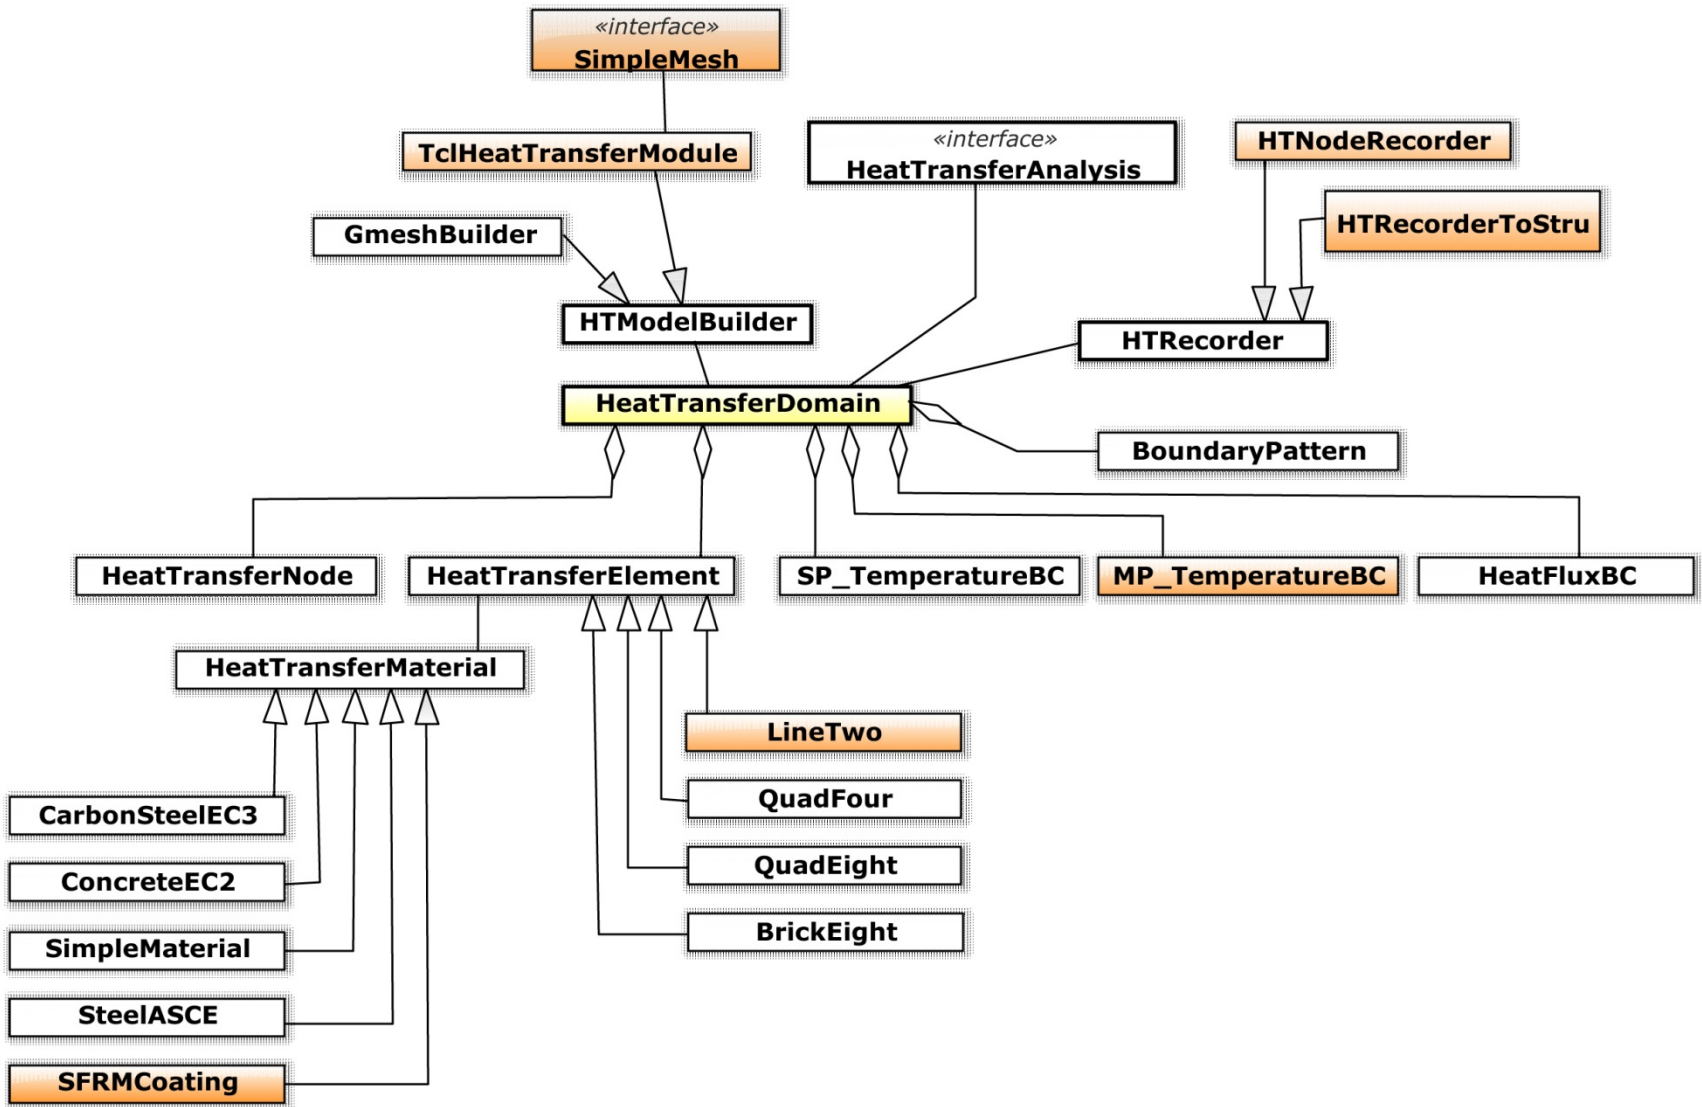 «interface»
SimpleMesh
TclHeatTransferModule
«interface»
HeatTransferAnalysis
HTNodeRecorder
HTRecorderToStru
GmeshBuilder
HTModelBuilder
HTRecorder
HeatTransferDomain
BoundaryPattern
HeatTransferNode
HeatTransferElement
SP_TemperatureBC
MP_TemperatureBC
HeatFluxBC
HeatTransferMaterial
LineTwo
QuadFour
QuadEight
BrickEight
CarbonSteelEC3
ConcreteEC2
SimpleMaterial
SteelASCE
SFRMCoating